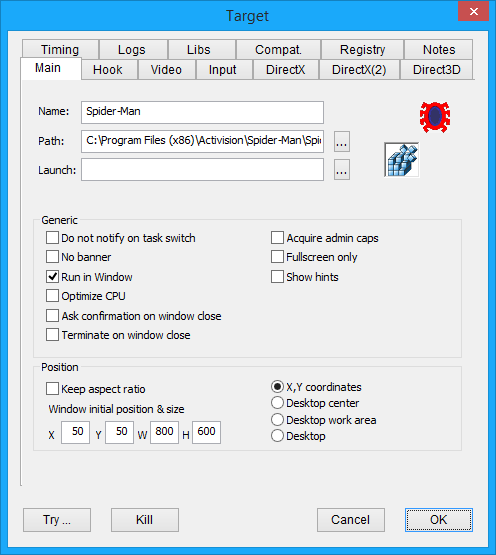 Target
Timing Logs Libs Compat. Registry Notes
Main Hook Video Input DirectX DirectX(2) Direct3D
Name: Spider-Man
Path: C:\Program Files (x86)\Activision\Spider-Man\Spi ...
Launch: ...
Generic
Do not notify on task switch Acquire admin caps
No banner Fullscreen only
Run in Window Show hints
Optimize CPU
Ask confirmation on window close
Terminate on window close
Position
Keep aspect ratio X,Y coordinates
Window initial position & size Desktop center
X 50 Y 50 W 800 H 600 Desktop work area
Desktop
Try ... Kill Cancel OK